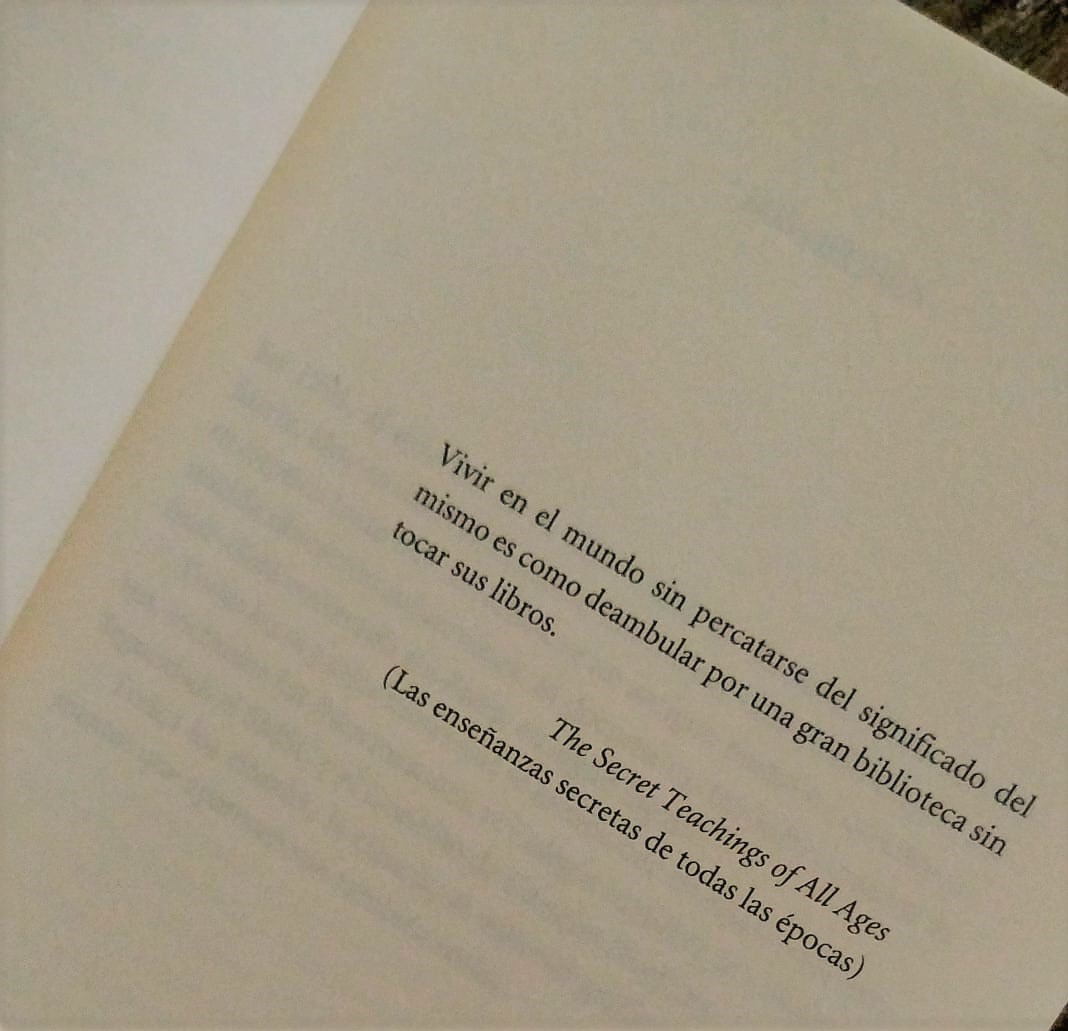 Vivir en el mundo sin percatarse del significado del
mismo es como deambular por una gran biblioteca sin
tocar sus libros.
The Secret Teachings of All Ages
(Las enseñanzas secretas de todas las épocas)